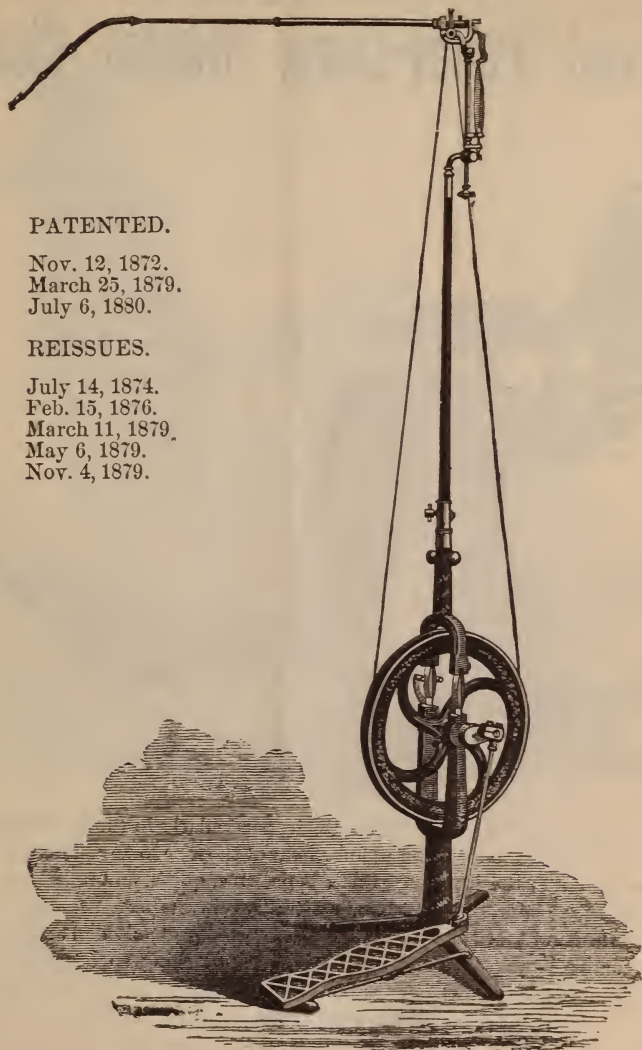 PATENTED.
Nov. 12, 1872.
March 25, 1879.
July 6, 1880.
REISSUES.
July 14, 1874.
Feb. 15, 1876.
March 11, 1879.
May 6, 1879.
Nov. 4, 1879.